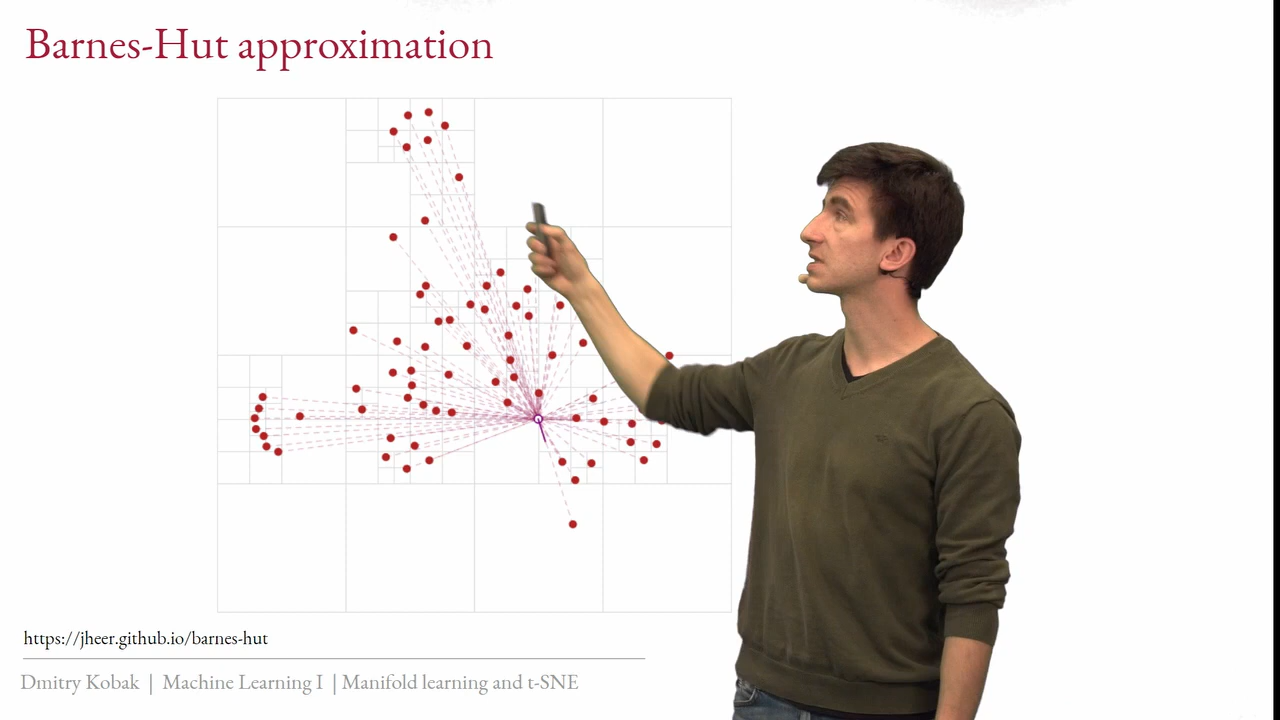 Barnes-Hut approximation
https://jheer.github.io/barnes-hut
Dmitry Kobak | Machine Learning I | Manifold learning and t-SNE